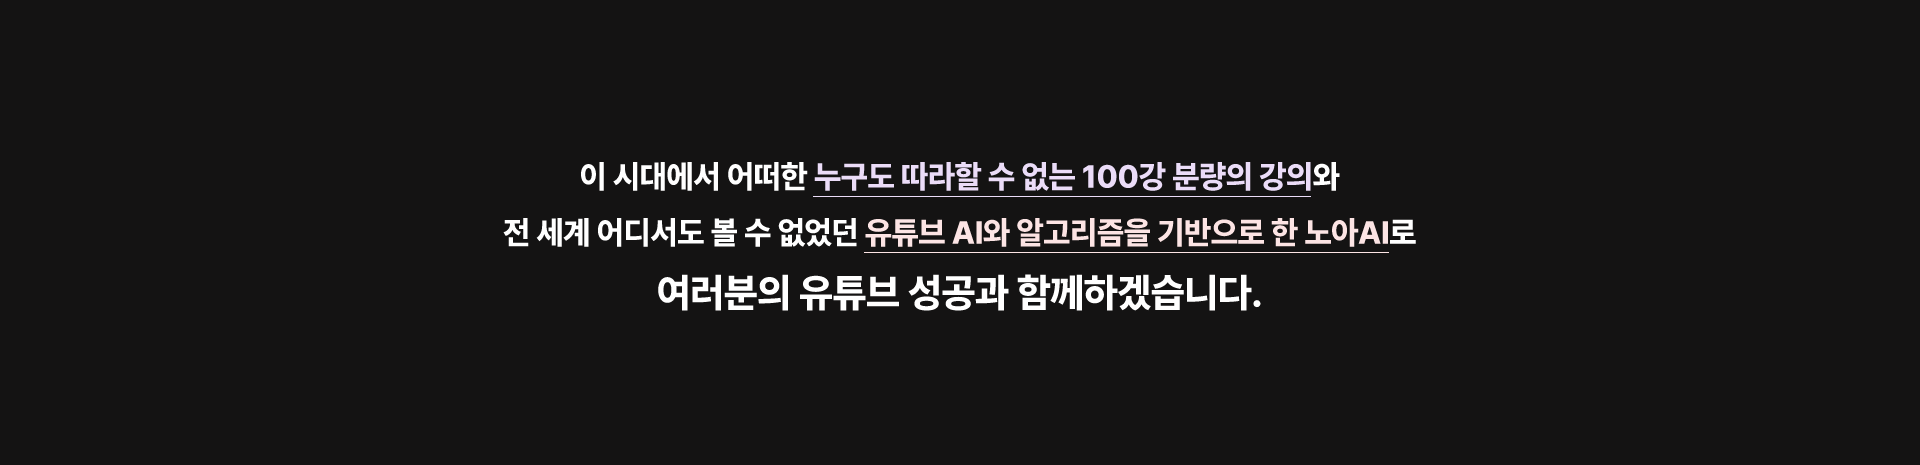 이 시대에서 어떠한 누구도 따라할 수 없는 100강 분량의 강의와
전 세계 어디서도 볼 수 없었던 유튜브 AI와 알고리즘을 기반으로 한 노아AI로
여러분의 유튜브 성공과 함께하겠습니다.